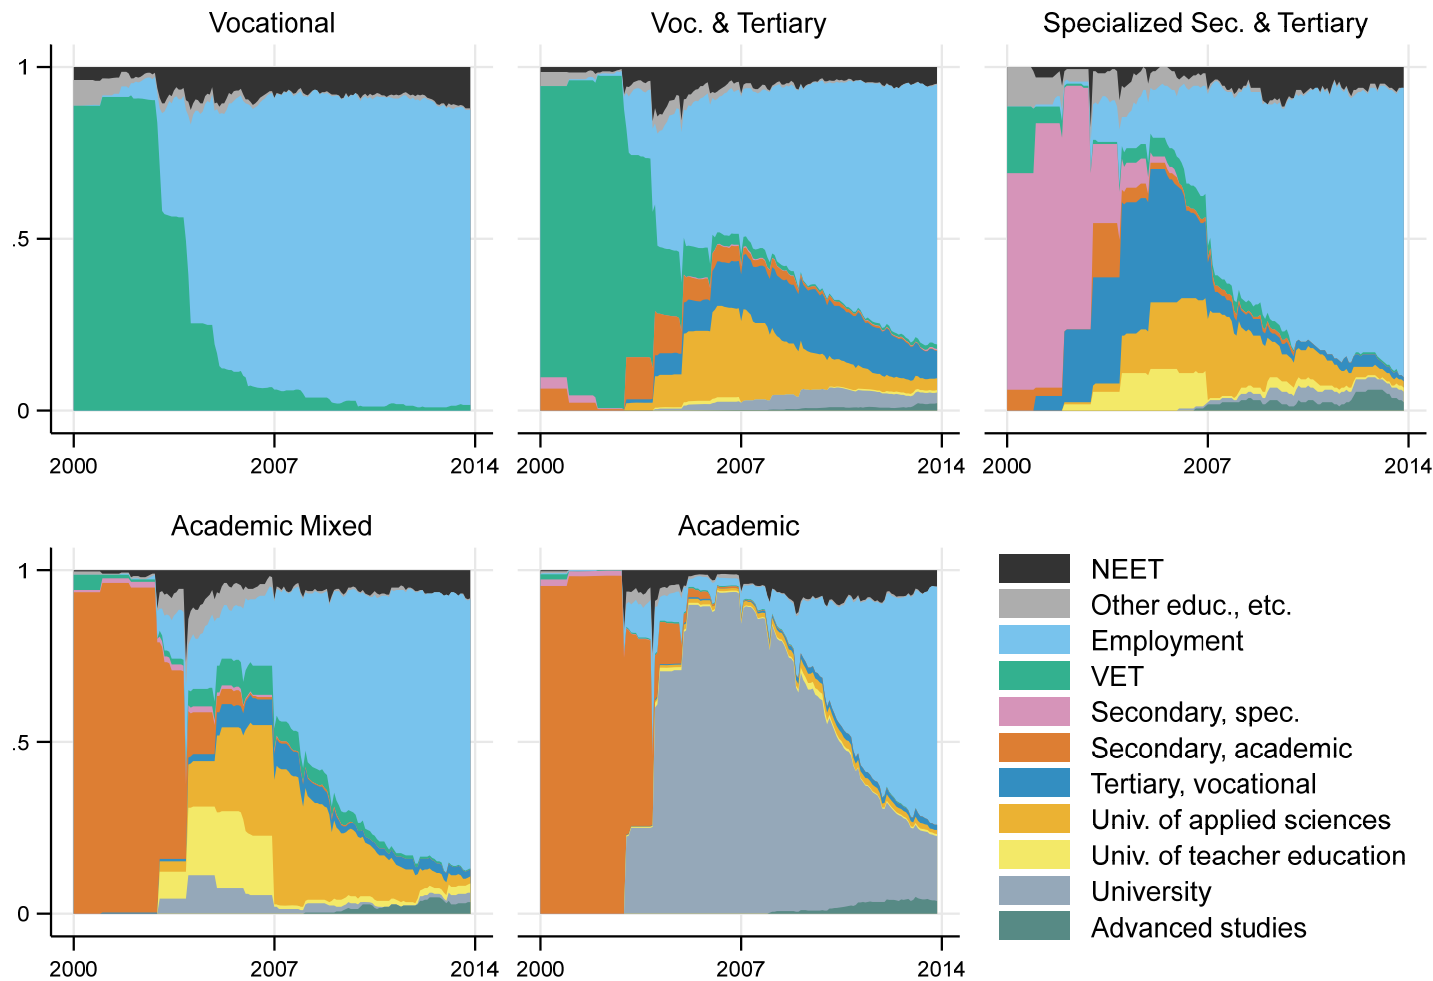 Vocational
Voc. & Tertiary
Specialized Sec. & Tertiary
1
.5
0
2000 2007 2014
2000 2007 2014
2000 2007 2014
Academic Mixed
Academic
1
.5
0
2000 2007 2014
2000 2007 2014
NEET
Other educ., etc.
Employment
VET
Secondary, spec.
Secondary, academic
Tertiary, vocational
Univ. of applied sciences
Univ. of teacher education
University
Advanced studies